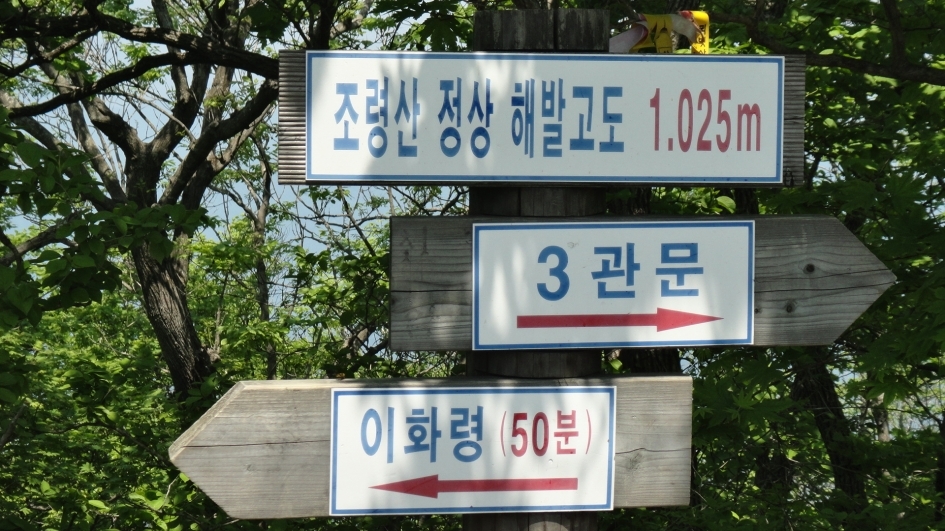 조령산 정상 해발고도 1.025m
3관문
이화령(50분)